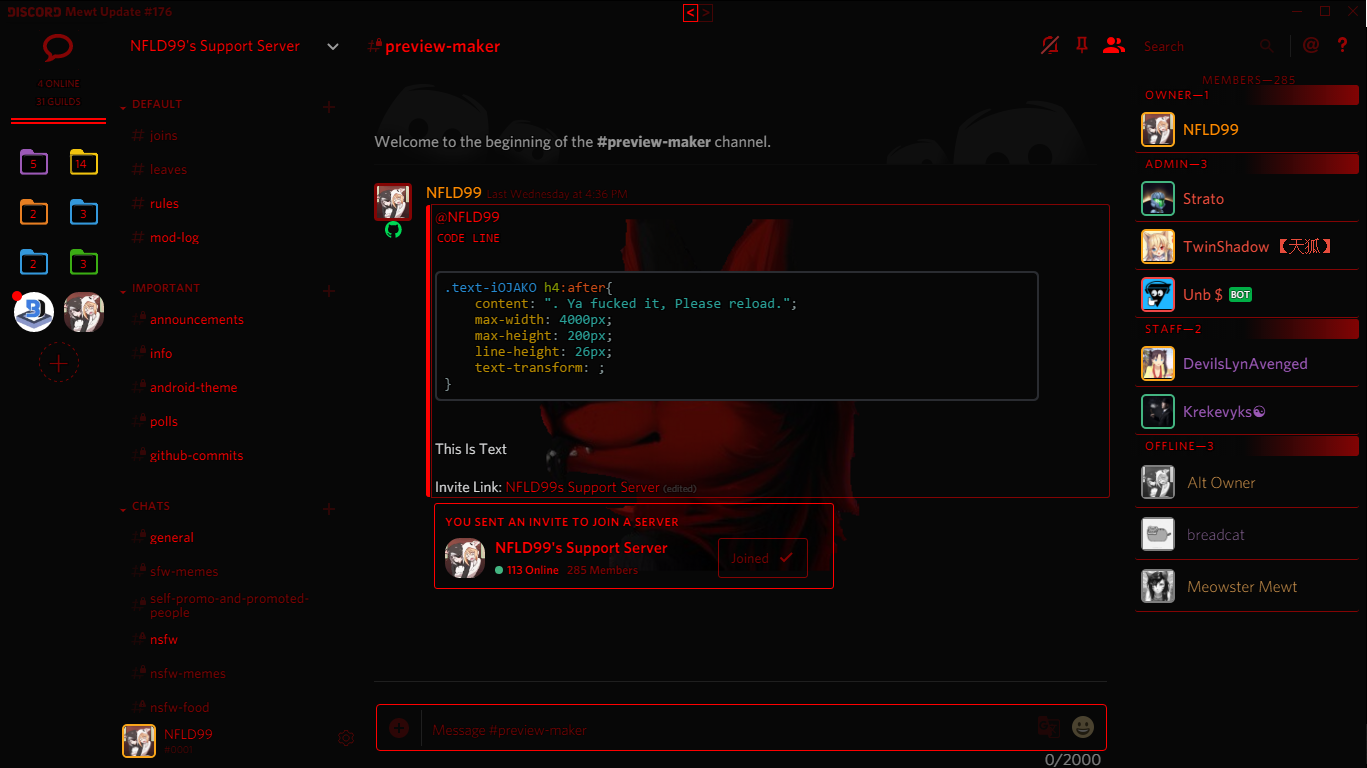 DISCORD Mewt Update #176
< >
4 ONLINE
31 GUILDS
5
14
2
3
2
3
NFLD99's Support Server
DEFAULT
joins
leaves
rules
mod-log
IMPORTANT
announcements
info
android-theme
polls
github-commits
CHATS
general
sfw-memes
self-promo-and-promoted-
people
nsfw
nsfw-memes
nsfw-food
NFLD99
#0001
#preview-maker
Search
@ ?
Welcome to the beginning of the #preview-maker channel.
NFLD99 Last Wednesday at 4:36 PM
@NFLD99
CODE LINE
.text-iOJAKO h4:after{
content: ". Ya fucked it, Please reload.";
max-width: 4000px;
max-height: 200px;
line-height: 26px;
text-transform: ;
}
This Is Text
Invite Link: NFLD99s Support Server (edited)
YOU SENT AN INVITE TO JOIN A SERVER
NFLD99's Support Server
113 Online 285 Members
Joined
Message #preview-maker
0/2000
MEMBERS—285
OWNER—1
NFLD99
ADMIN—3
Strato
TwinShadow 【天狐】
Unb $ BOT
STAFF—2
DevilsLynAvenged
Krekevyks☯
OFFLINE—3
Alt Owner
breadcat
Meowster Mewt